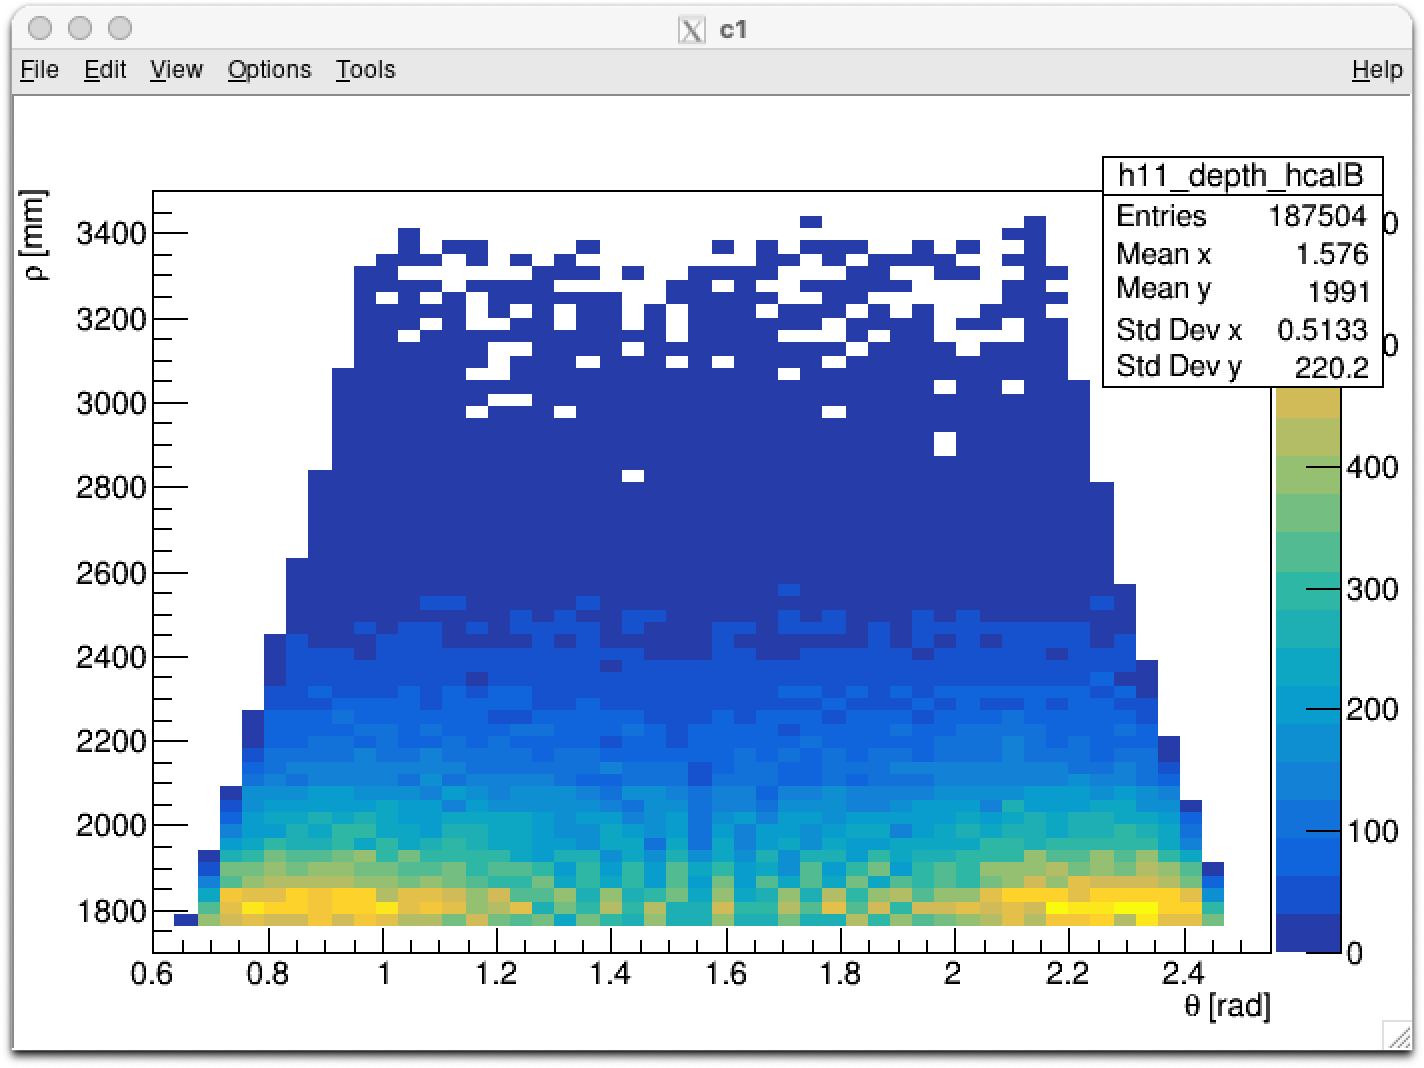 c1
File Edit View Options Tools Help
h11_depth_hcalB
Entries 187504
Mean x 1.576
Mean y 1991
Std Dev x 0.5133
Std Dev y 220.2
ρ [mm]
3400
3200
3000
2800
2600
2400
2200
2000
1800
0.6 0.8 1 1.2 1.4 1.6 1.8 2 2.2 2.4
θ [rad]
0
0
400
300
200
100
0